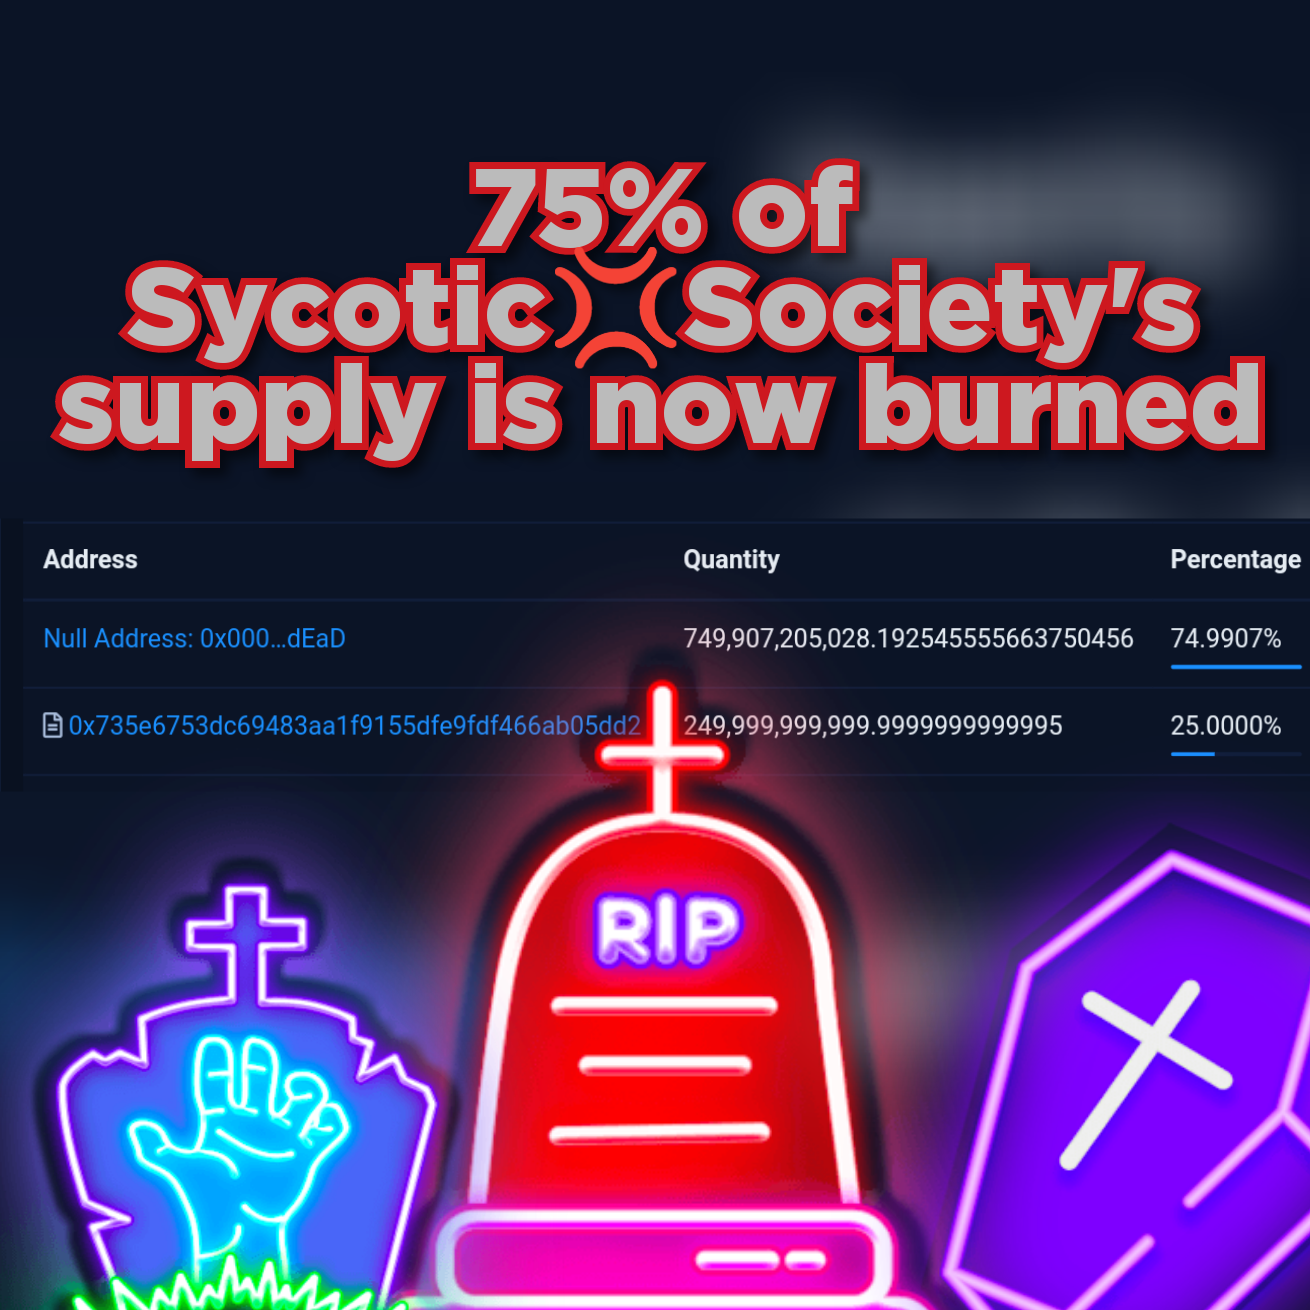 75% of
Sycotic💢Society's
supply is now burned
Address Quantity Percentage
Null Address: 0x000...dEaD 749,907,205,028.192545555663750456 74.9907%
0x735e6753dc69483aa1f9155dfe9fdf466ab05dd2 249,999,999,999.9999999999995 25.0000%
RIP